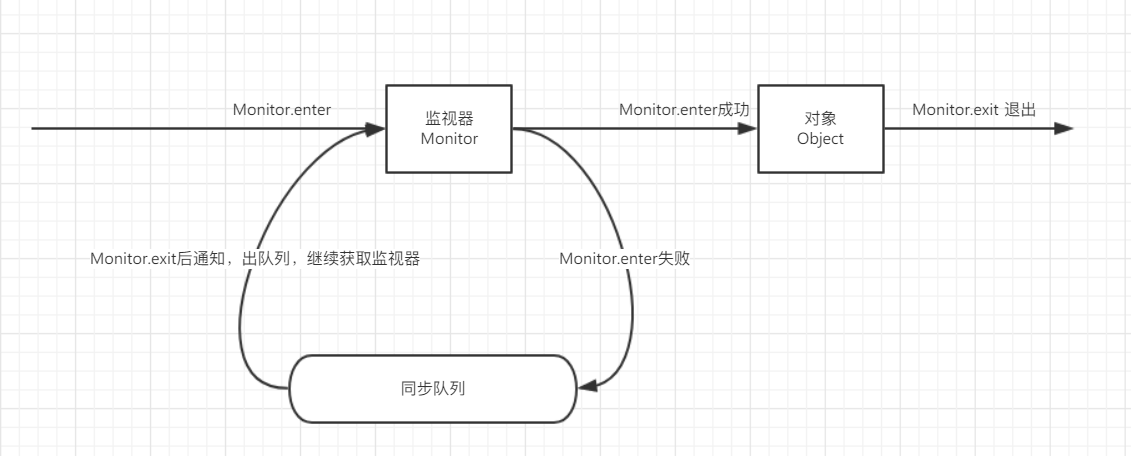 Monitor.enter
监视器
Monitor
Monitor.enter成功
对象
Object
Monitor.exit 退出
Monitor.exit后通知，出队列，继续获取监视器
Monitor.enter失败
同步队列